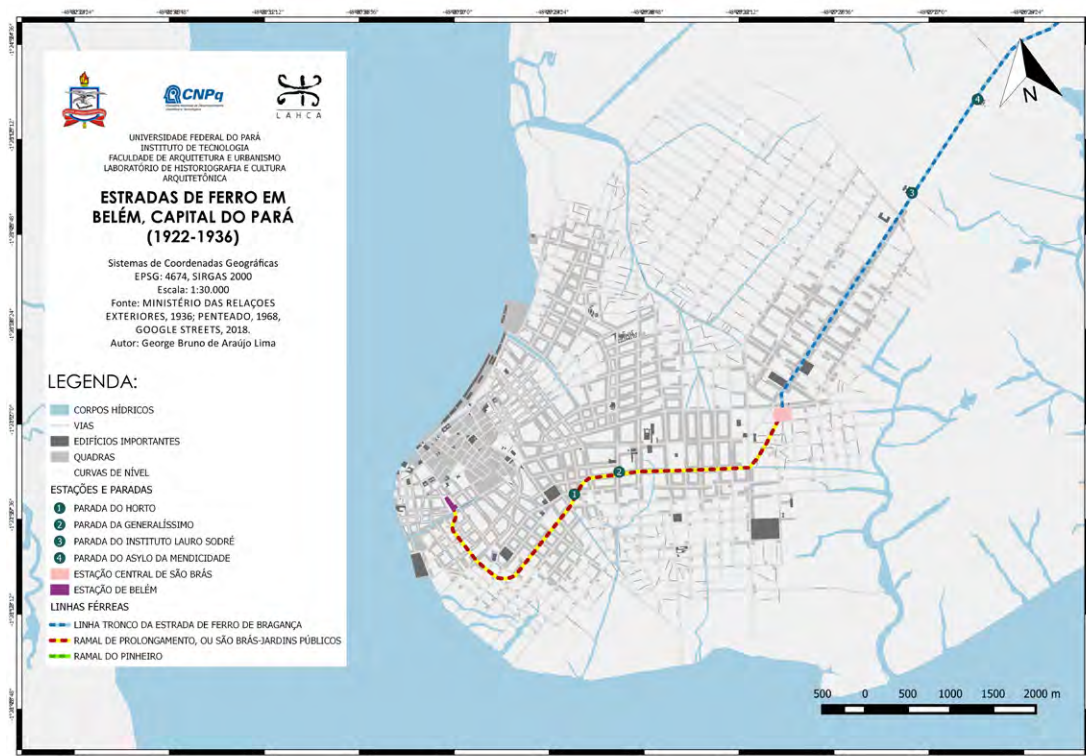 CNPq
LAHCA
UNIVERSIDADE FEDERAL DO PARÁ
INSTITUTO DE TECNOLOGIA
FACULDADE DE ARQUITETURA E URBANISMO
LABORATÓRIO DE HISTORIOGRAFIA E CULTURA
ARQUITETÔNICA
ESTRADAS DE FERRO EM
BELÉM, CAPITAL DO PARÁ
(1922-1936)
Sistemas de Coordenadas Geográficas
EPSG: 4674, SIRGAS 2000
Escala: 1:30.000
Fonte: MINISTÉRIO DAS RELAÇOES
EXTERIORES, 1936; PENTEADO, 1968,
GOOGLE STREETS, 2018.
Autor: George Bruno de Araújo Lima
LEGENDA:
CORPOS HÍDRICOS
VIAS
EDIFÍCIOS IMPORTANTES
QUADRAS
CURVAS DE NÍVEL
ESTAÇÕES E PARADAS
1 PARADA DO HORTO
2 PARADA DA GENERALÍSSIMO
3 PARADA DO INSTITUTO LAURO SODRÉ
4 PARADA DO ASYLO DA MENDICIDADE
ESTAÇÃO CENTRAL DE SÃO BRÁS
ESTAÇÃO DE BELÉM
LINHAS FÉRREAS
LINHA TRONCO DA ESTRADA DE FERRO DE BRAGANÇA
RAMAL DE PROLONGAMENTO, OU SÃO BRÁS-JARDINS PÚBLICOS
RAMAL DO PINHEIRO
N
4
3
2
1
500 0 500 1000 1500 2000 m